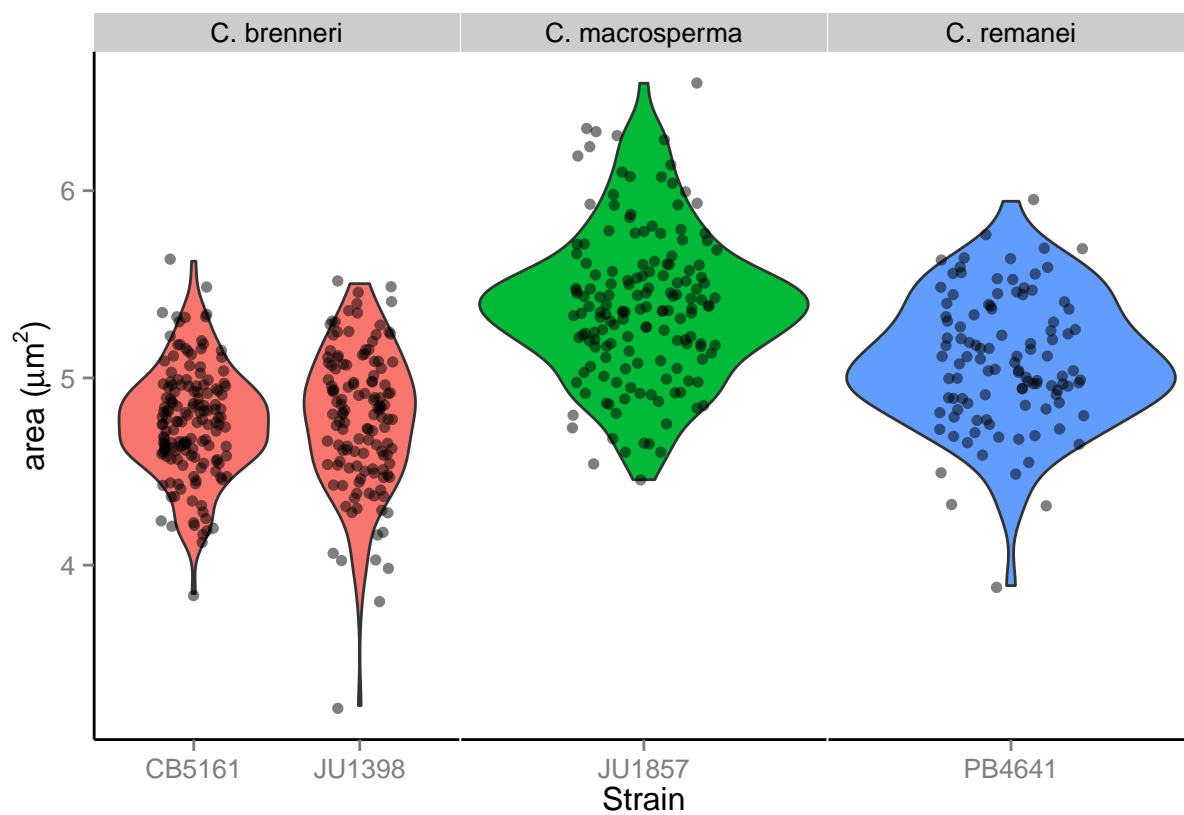 C. brenneri
C. macrosperma
C. remanei
area (µm²)
6
5
4
CB5161
JU1398
JU1857
PB4641
Strain